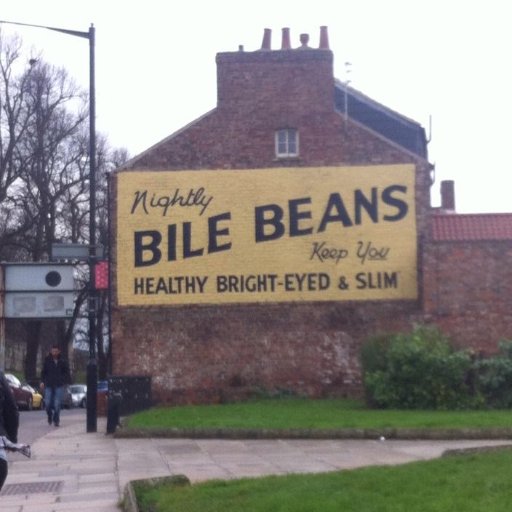 Nightly
BILE BEANS
Keep You
HEALTHY BRIGHT-EYED & SLIM